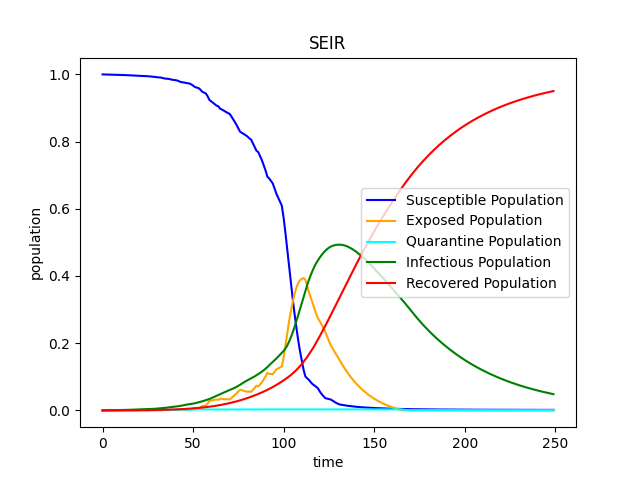 SEIR
population
1.0
0.8
0.6
0.4
0.2
0.0
Susceptible Population
Exposed Population
Quarantine Population
Infectious Population
Recovered Population
0 50 100 150 200 250
time